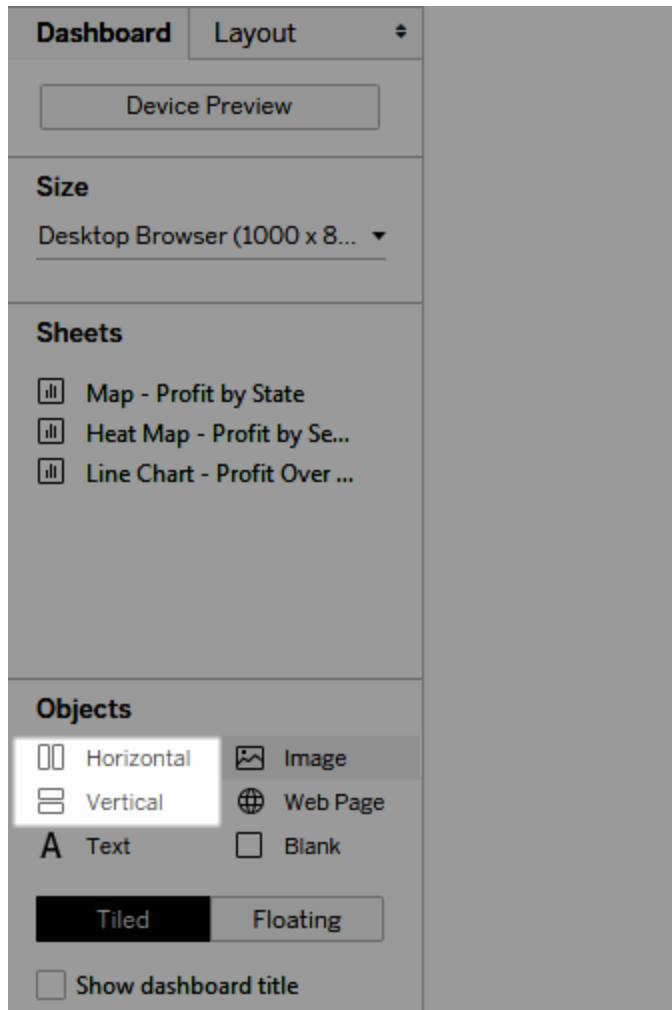 Dashboard Layout
Device Preview
Size
Desktop Browser (1000 x 8...
Sheets
Map - Profit by State
Heat Map - Profit by Se...
Line Chart - Profit Over ...
Objects
Horizontal Image
Vertical Web Page
A Text Blank
Tiled Floating
Show dashboard title